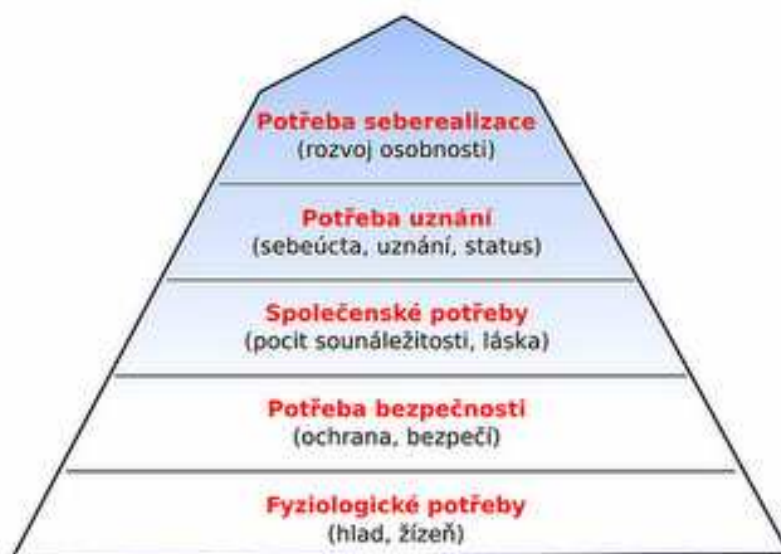 Potřeba seberealizace
(rozvoj osobnosti)
Potřeba uznání
(sebeúcta, uznání, status)
Společenské potřeby
(pocit sounáležitosti, láska)
Potřeba bezpečnosti
(ochrana, bezpečí)
Fyziologické potřeby
(hlad, žízeň)